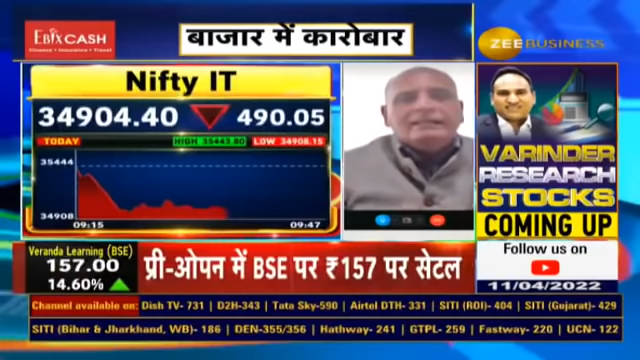 EbixCASH
Finance • Insurance • Travel
बाजार में कारोबार
ZEE BUSINESS
Nifty IT
34904.40 490.05
TODAY HIGH 35443.80 LOW 34908.15
35444
34908
09:15 09:47
VARINDER
RESEARCH
STOCKS
COMING UP
Veranda Learning (BSE)
157.00
14.60%
प्री-ओपन में BSE पर ₹157 पर सेटल
Follow us on
11/04/2022
Channel available on: Dish TV- 731 | D2H-343 | Tata Sky-590 | Airtel DTH- 331 | SITI (ROI)- 404 | SITI (Gujarat)- 429
SITI (Bihar & Jharkhand, WB)- 186 | DEN-355/356 | Hathway- 241 | GTPL- 259 | Fastway- 220 | UCN- 122